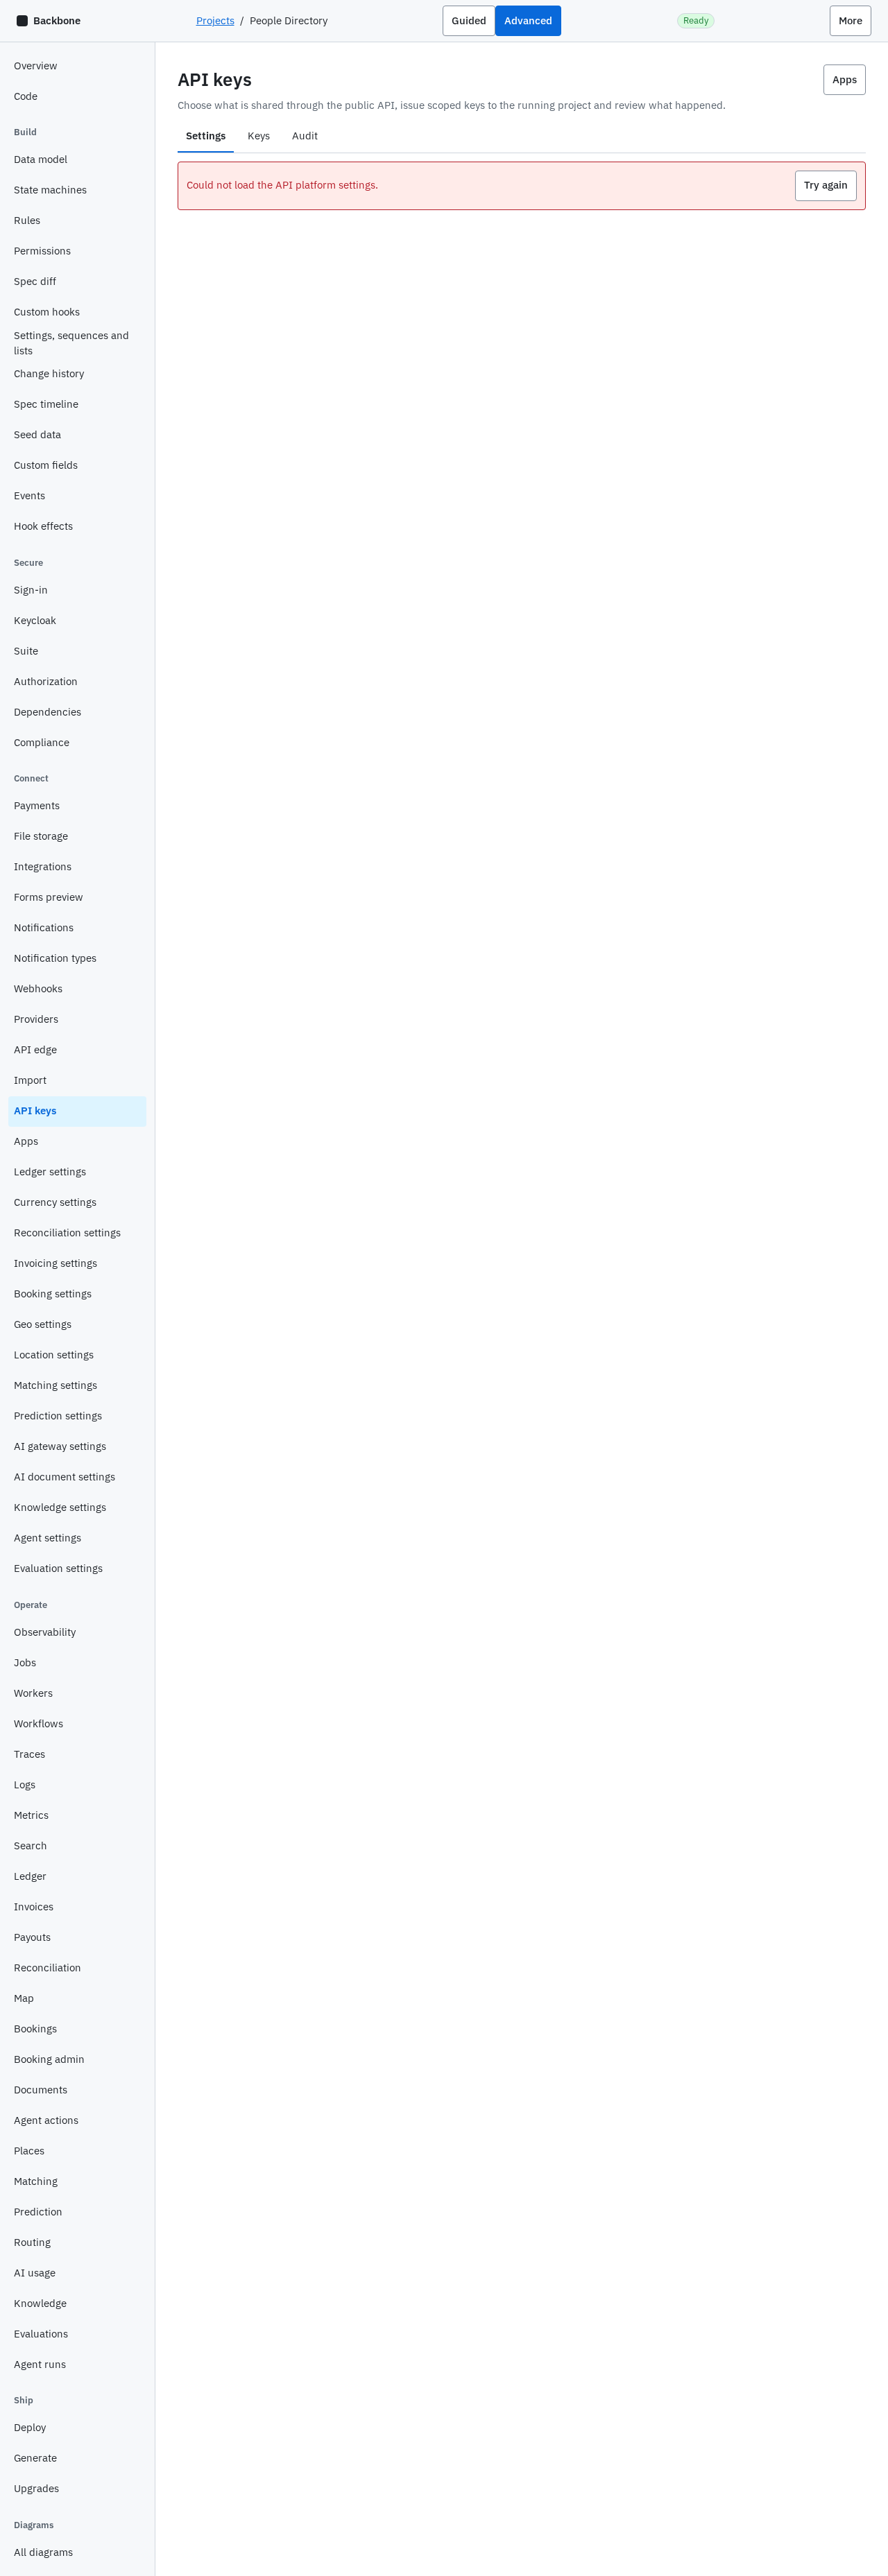 Backbone
Projects / People Directory
Guided
Advanced
Ready
More
Overview
Code
Build
Data model
State machines
Rules
Permissions
Spec diff
Custom hooks
Settings, sequences and
lists
Change history
Spec timeline
Seed data
Custom fields
Events
Hook effects
Secure
Sign-in
Keycloak
Suite
Authorization
Dependencies
Compliance
Connect
Payments
File storage
Integrations
Forms preview
Notifications
Notification types
Webhooks
Providers
API edge
Import
API keys
Apps
Ledger settings
Currency settings
Reconciliation settings
Invoicing settings
Booking settings
Geo settings
Location settings
Matching settings
Prediction settings
AI gateway settings
AI document settings
Knowledge settings
Agent settings
Evaluation settings
Operate
Observability
Jobs
Workers
Workflows
Traces
Logs
Metrics
Search
Ledger
Invoices
Payouts
Reconciliation
Map
Bookings
Booking admin
Documents
Agent actions
Places
Matching
Prediction
Routing
AI usage
Knowledge
Evaluations
Agent runs
Ship
Deploy
Generate
Upgrades
Diagrams
All diagrams
API keys
Apps
Choose what is shared through the public API, issue scoped keys to the running project and review what happened.
Settings
Keys
Audit
Could not load the API platform settings.
Try again